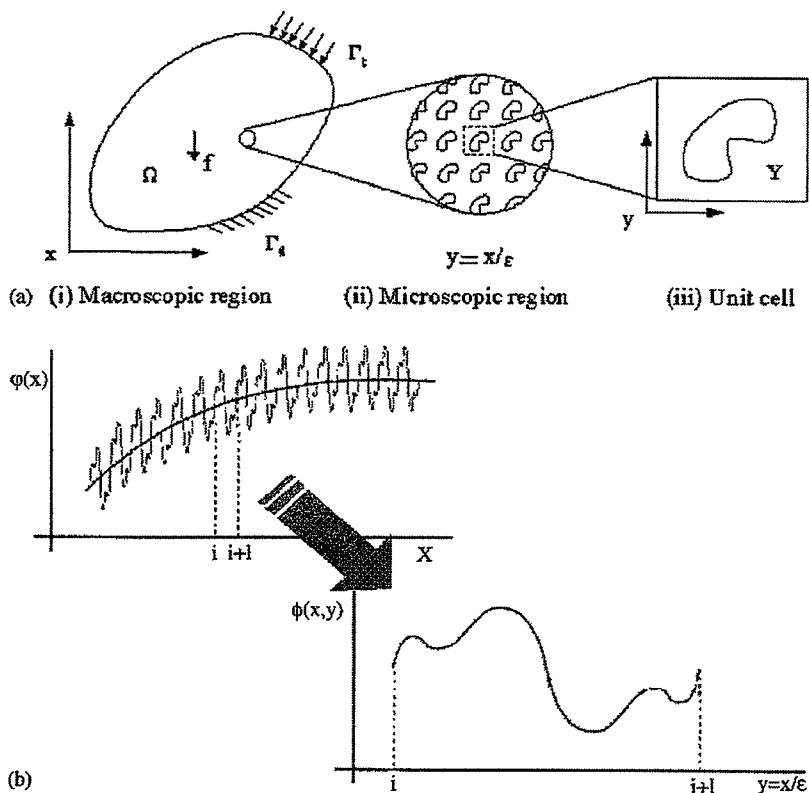 Γt
f
Ω
Γd
x
y
Y
y= x/ε
(a) (i) Macroscopic region (ii) Microscopic region (iii) Unit cell
φ(x)
i i+1 X
ϕ(x,y)
(b) i i+1 y=x/ε